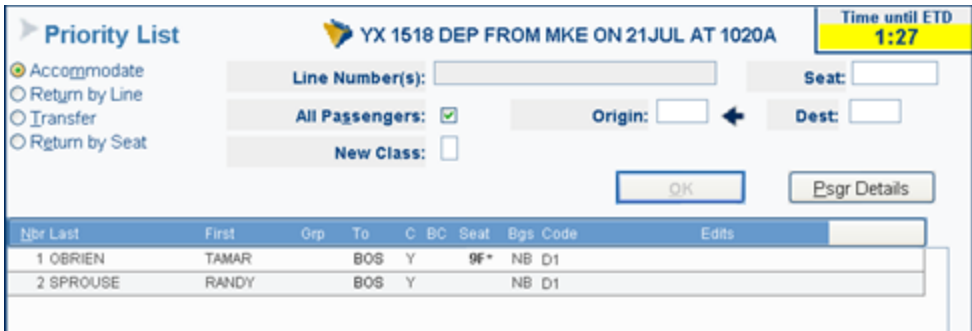 Priority List
YX 1518 DEP FROM MKE ON 21JUL AT 1020A
Time until ETD
1:27
Accommodate
Return by Line
Transfer
Return by Seat
Line Number(s):
Seat:
All Passengers:
Origin:
Dest:
New Class:
OK
Psgr Details
Nbr Last First Grp To C BC Seat Bgs Code Edits
1 OBRIEN TAMAR BOS Y 9F* NB D1
2 SPROUSE RANDY BOS Y NB D1